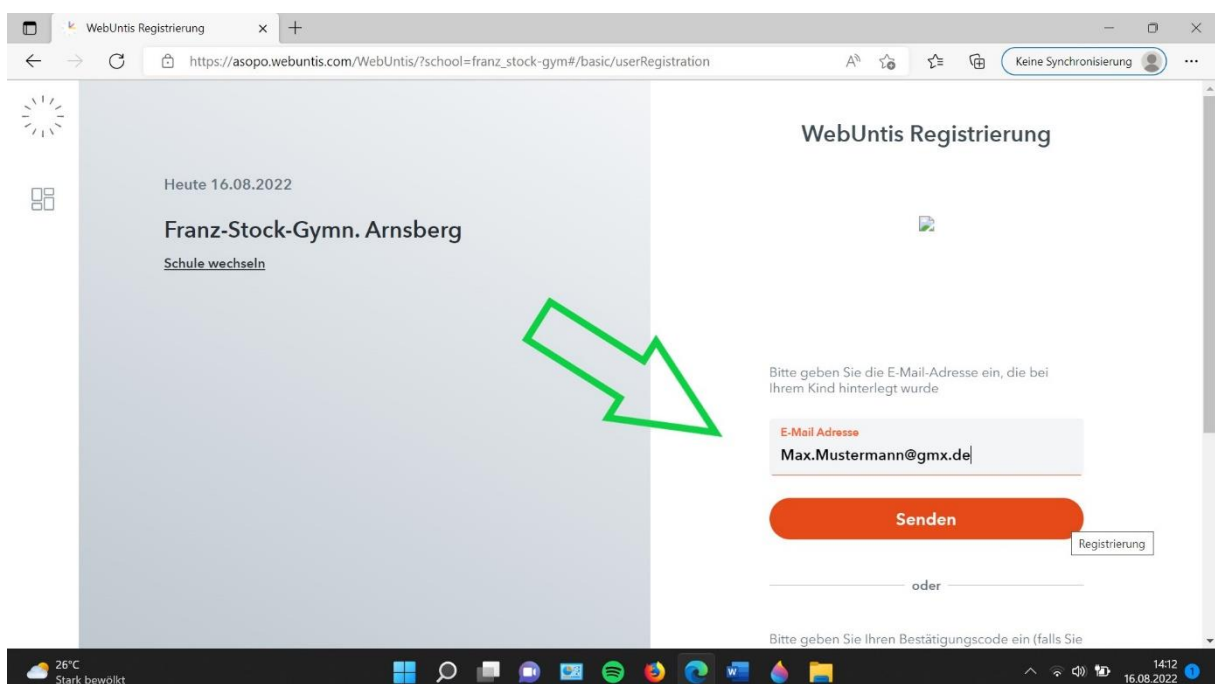 WebUntis Registrierung
https://asopo.webuntis.com/WebUntis/?school=franz_stock-gym#/basic/userRegistration
Keine Synchronisierung
Heute 16.08.2022
Franz-Stock-Gymn. Arnsberg
Schule wechseln
WebUntis Registrierung
Bitte geben Sie die E-Mail-Adresse ein, die bei
Ihrem Kind hinterlegt wurde
E-Mail Adresse
Max.Mustermann@gmx.de
Senden
Registrierung
oder
Bitte geben Sie Ihren Bestätigungscode ein (falls Sie
26°C
Stark bewölkt
14:12
16.08.2022
1